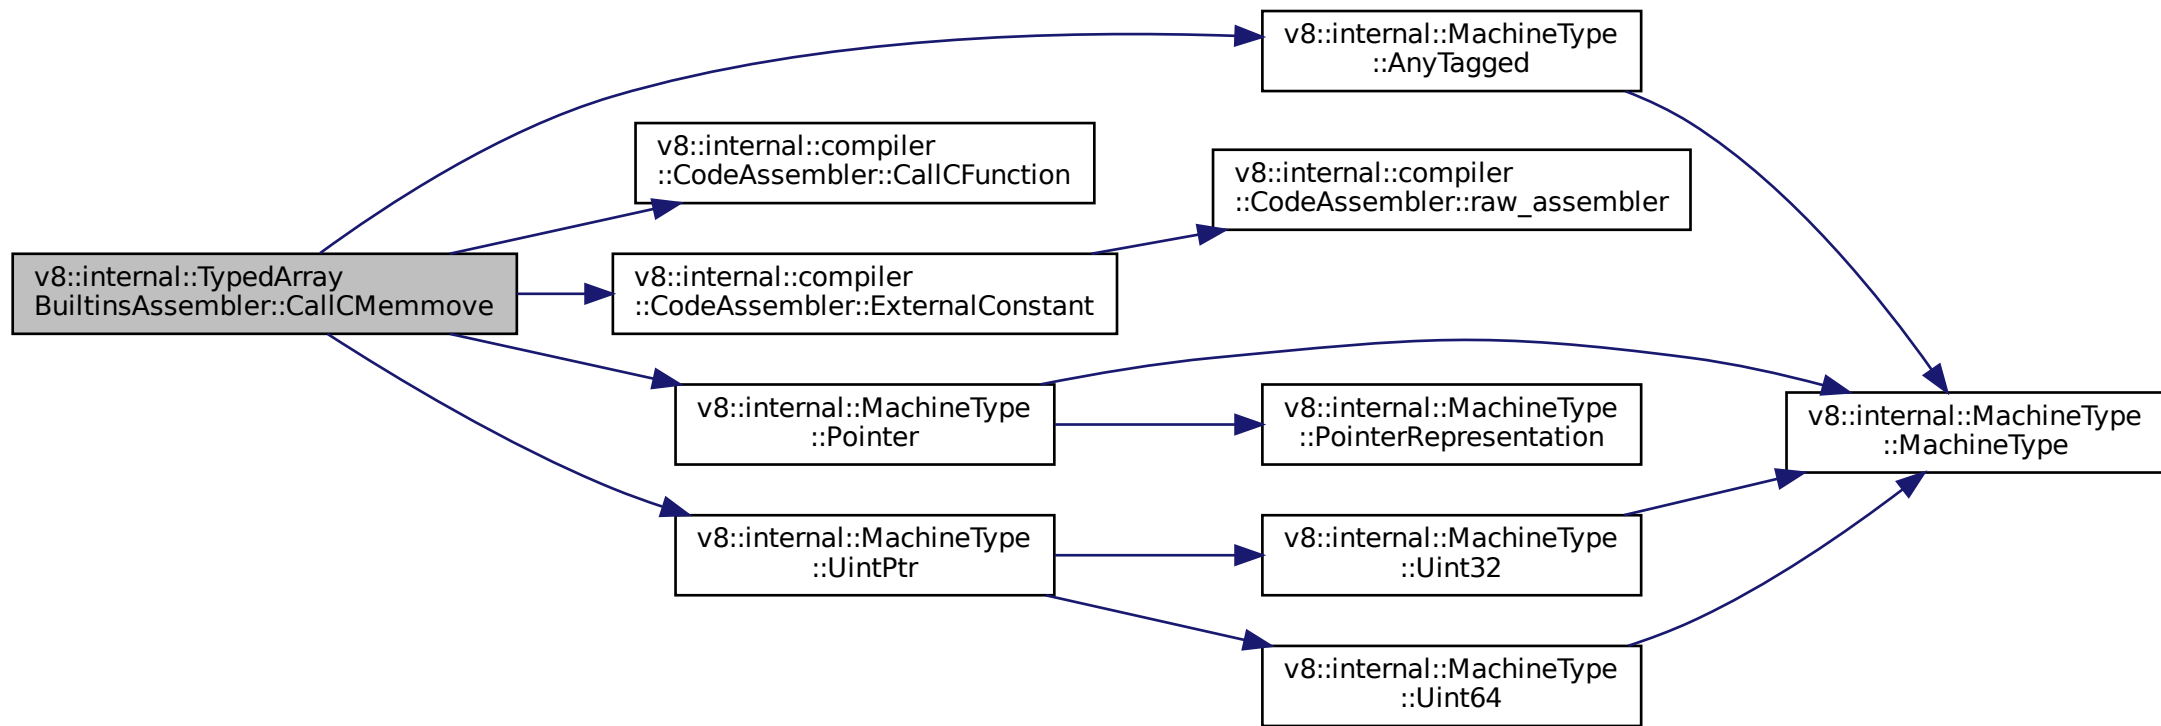 v8::internal::MachineType
::AnyTagged
v8::internal::compiler
::CodeAssembler::CallCFunction
v8::internal::compiler
::CodeAssembler::raw_assembler
v8::internal::TypedArray
BuiltinsAssembler::CallCMemmove
v8::internal::compiler
::CodeAssembler::ExternalConstant
v8::internal::MachineType
::Pointer
v8::internal::MachineType
::PointerRepresentation
v8::internal::MachineType
::MachineType
v8::internal::MachineType
::UintPtr
v8::internal::MachineType
::Uint32
v8::internal::MachineType
::Uint64